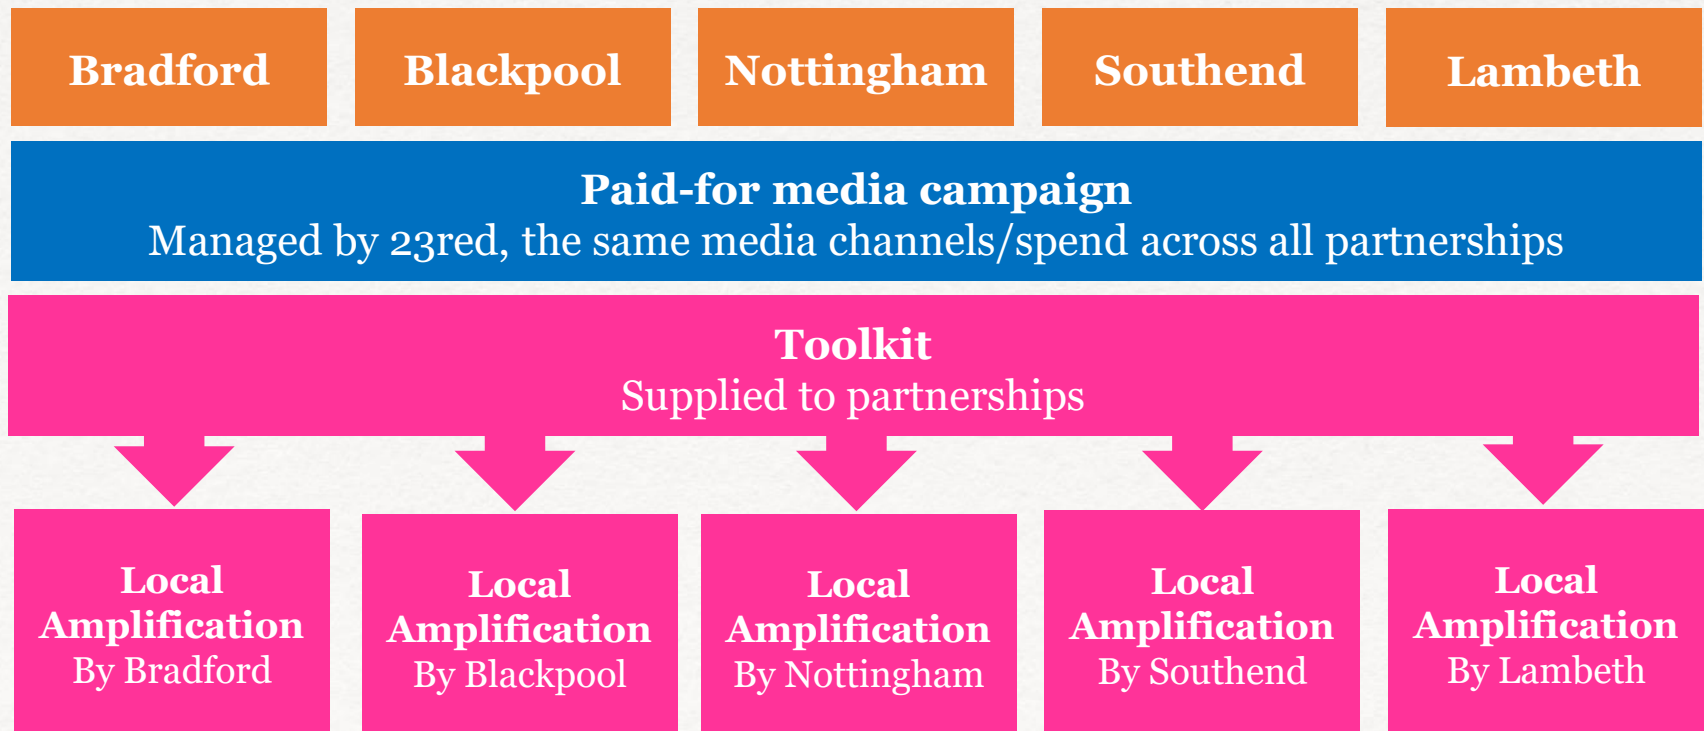 Bradford
Blackpool
Nottingham
Southend
Lambeth
Paid-for media campaign
Managed by 23red, the same media channels/spend across all partnerships
Toolkit
Supplied to partnerships
Local
Amplification
By Bradford
Local
Amplification
By Blackpool
Local
Amplification
By Nottingham
Local
Amplification
By Southend
Local
Amplification
By Lambeth